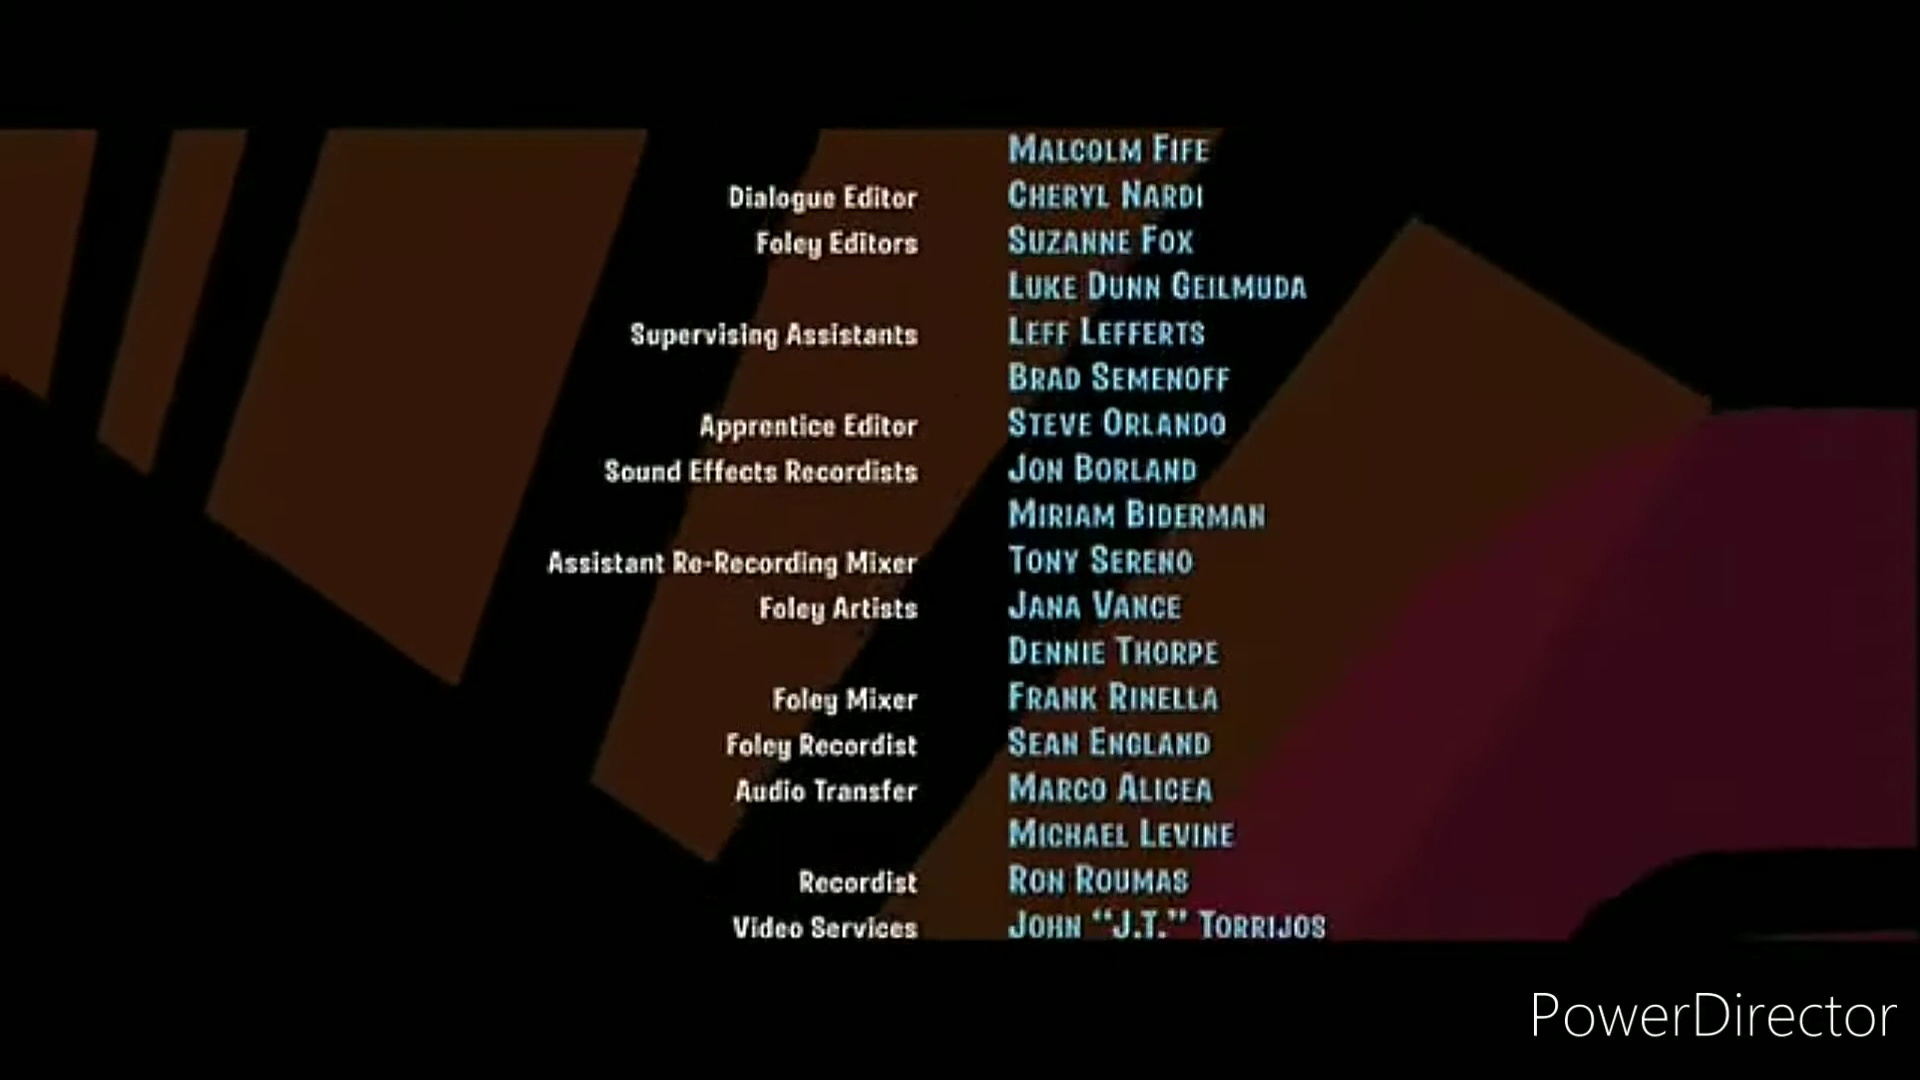 MALCOLM FIFE
Dialogue Editor CHERYL NARDI
Foley Editors SUZANNE FOX
LUKE DUNN GEILMUDA
Supervising Assistants LEFF LEFFERTS
BRAD SEMENOFF
Apprentice Editor STEVE ORLANDO
Sound Effects Recordists JON BORLAND
MIRIAM BIDERMAN
Assistant Re-Recording Mixer TONY SERENO
Foley Artists JANA VANCE
DENNIE THORPE
Foley Mixer FRANK RINELLA
Foley Recordist SEAN ENGLAND
Audio Transfer MARCO ALICEA
MICHAEL LEVINE
Recordist RON ROUMAS
Video Services JOHN “J.T.” TORRIJOS
PowerDirector